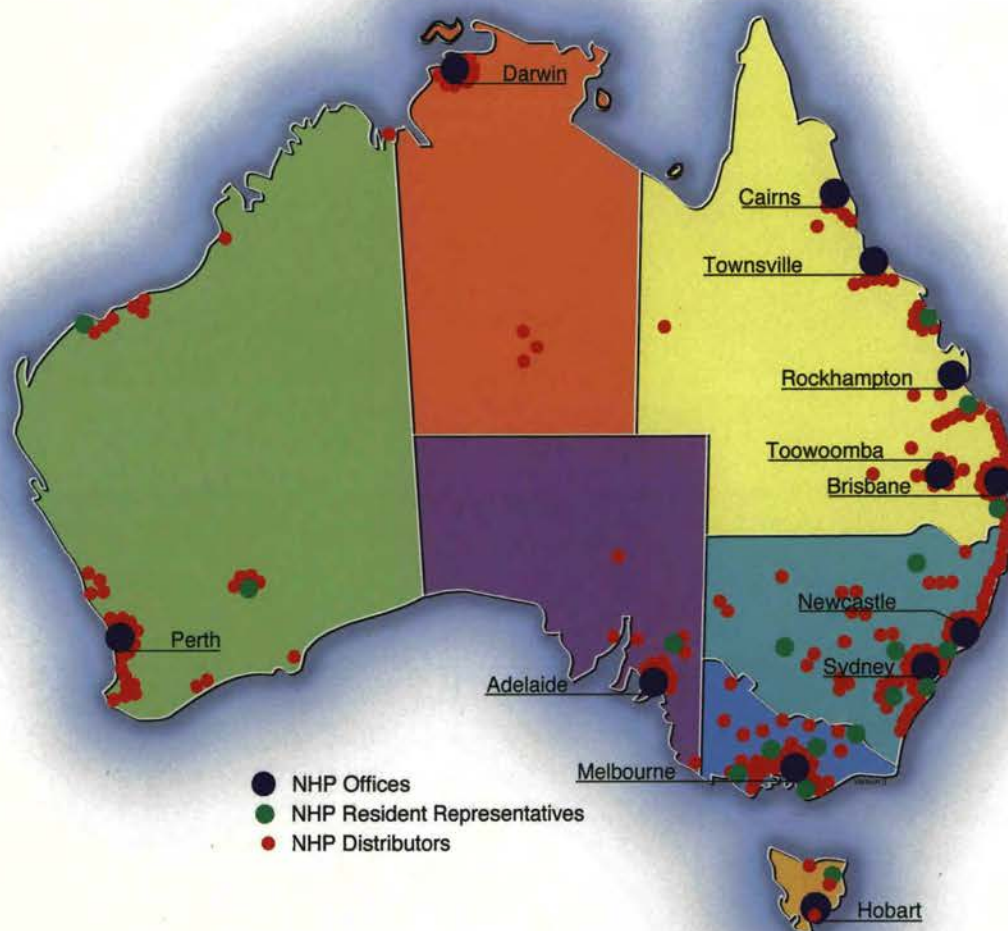 Darwin
Cairns
Townsville
Rockhampton
Toowoomba
Brisbane
Newcastle
Perth
Sydney
Adelaide
Melbourne
NHP Offices
NHP Resident Representatives
NHP Distributors
Hobart